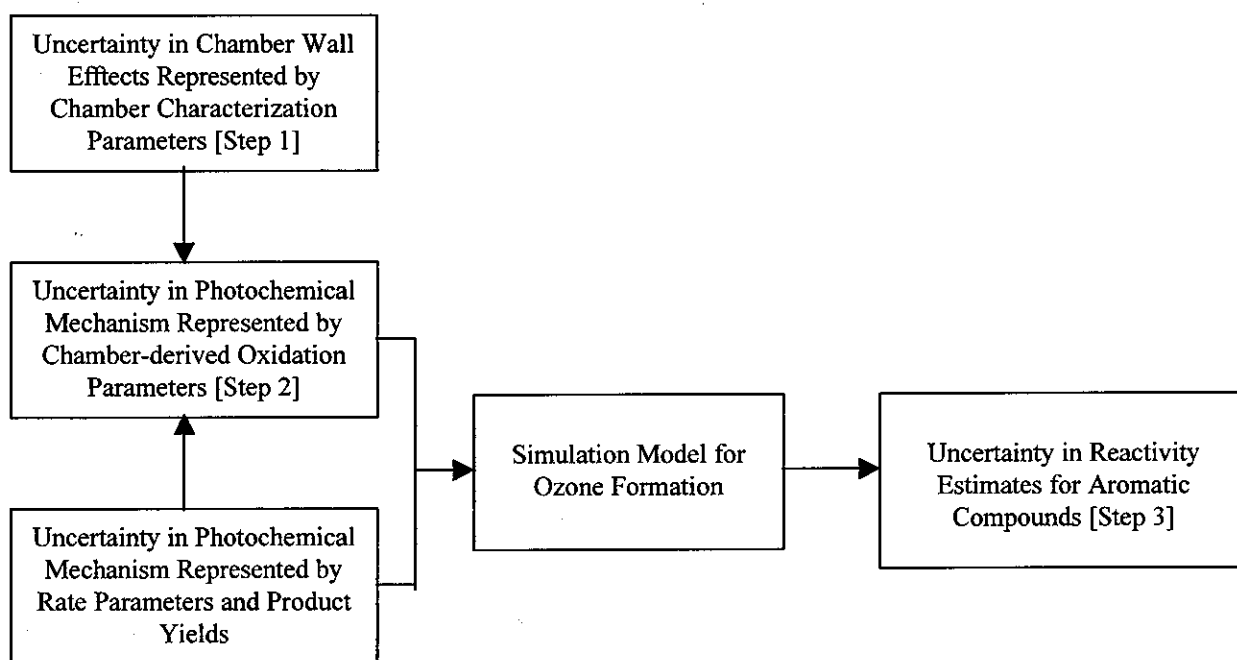 Uncertainty in Chamber Wall
Efftects Represented by
Chamber Characterization
Parameters [Step 1]
Uncertainty in Photochemical
Mechanism Represented by
Chamber-derived Oxidation
Parameters [Step 2]
Simulation Model for
Ozone Formation
Uncertainty in Reactivity
Estimates for Aromatic
Compounds [Step 3]
Uncertainty in Photochemical
Mechanism Represented by
Rate Parameters and Product
Yields